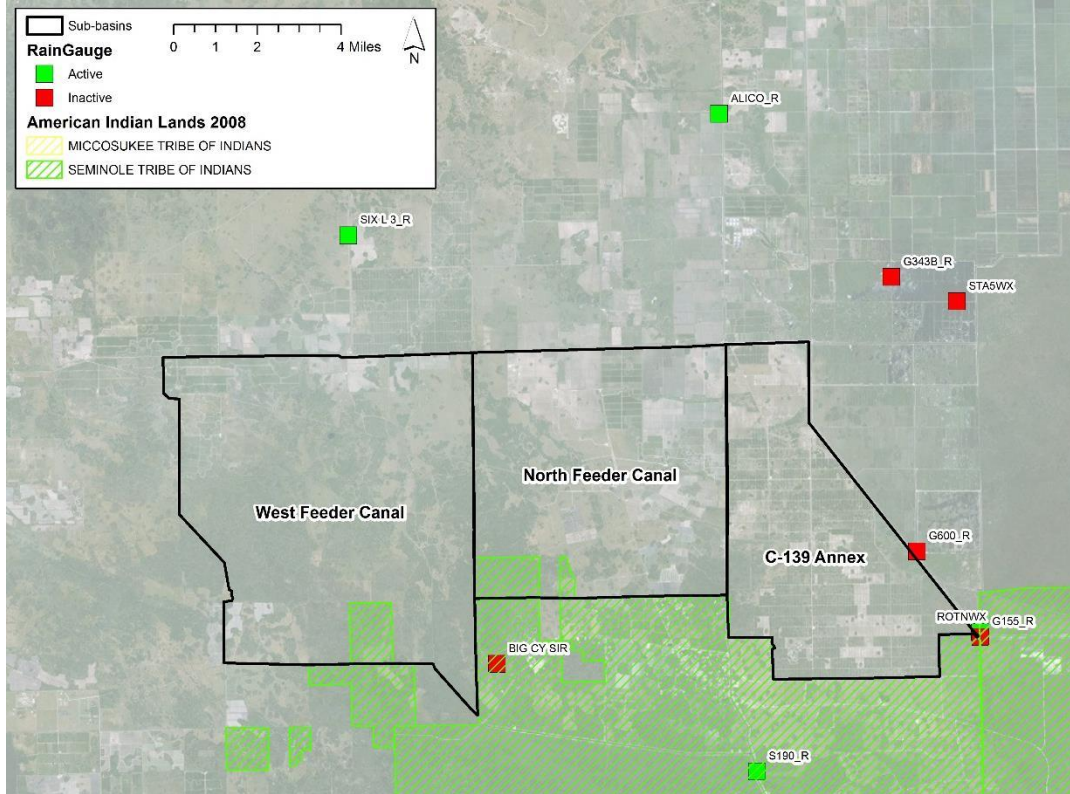 Sub-basins
RainGauge
Active
Inactive
American Indian Lands 2008
MICCOSUKEE TRIBE OF INDIANS
SEMINOLE TRIBE OF INDIANS
0 1 2 4 Miles
N
ALICO_R
SIX L 3_R
G343B_R
STA5WX
North Feeder Canal
West Feeder Canal
G600_R
C-139 Annex
ROTNWX
G155_R
BIG CY SIR
S190_R